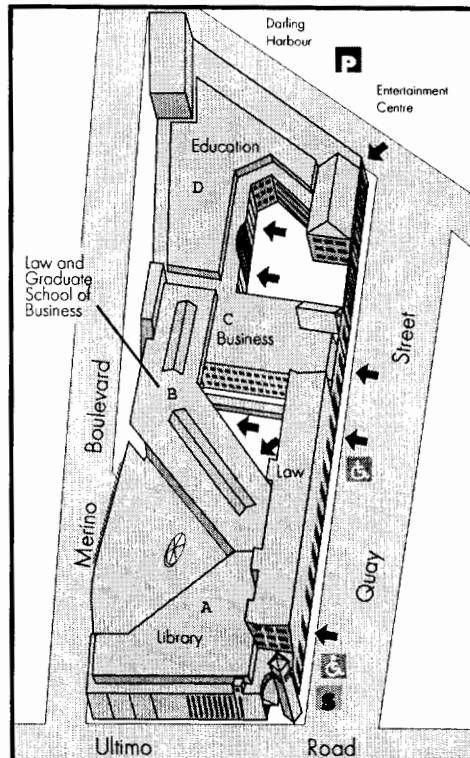 Darling
Harbour
P
Entertainment
Centre
Education
D
Law and
Graduate
School of
Business
C
Business
Street
B
Boulevard
Law
Merino
Quay
A
Library
S
Ultimo Road